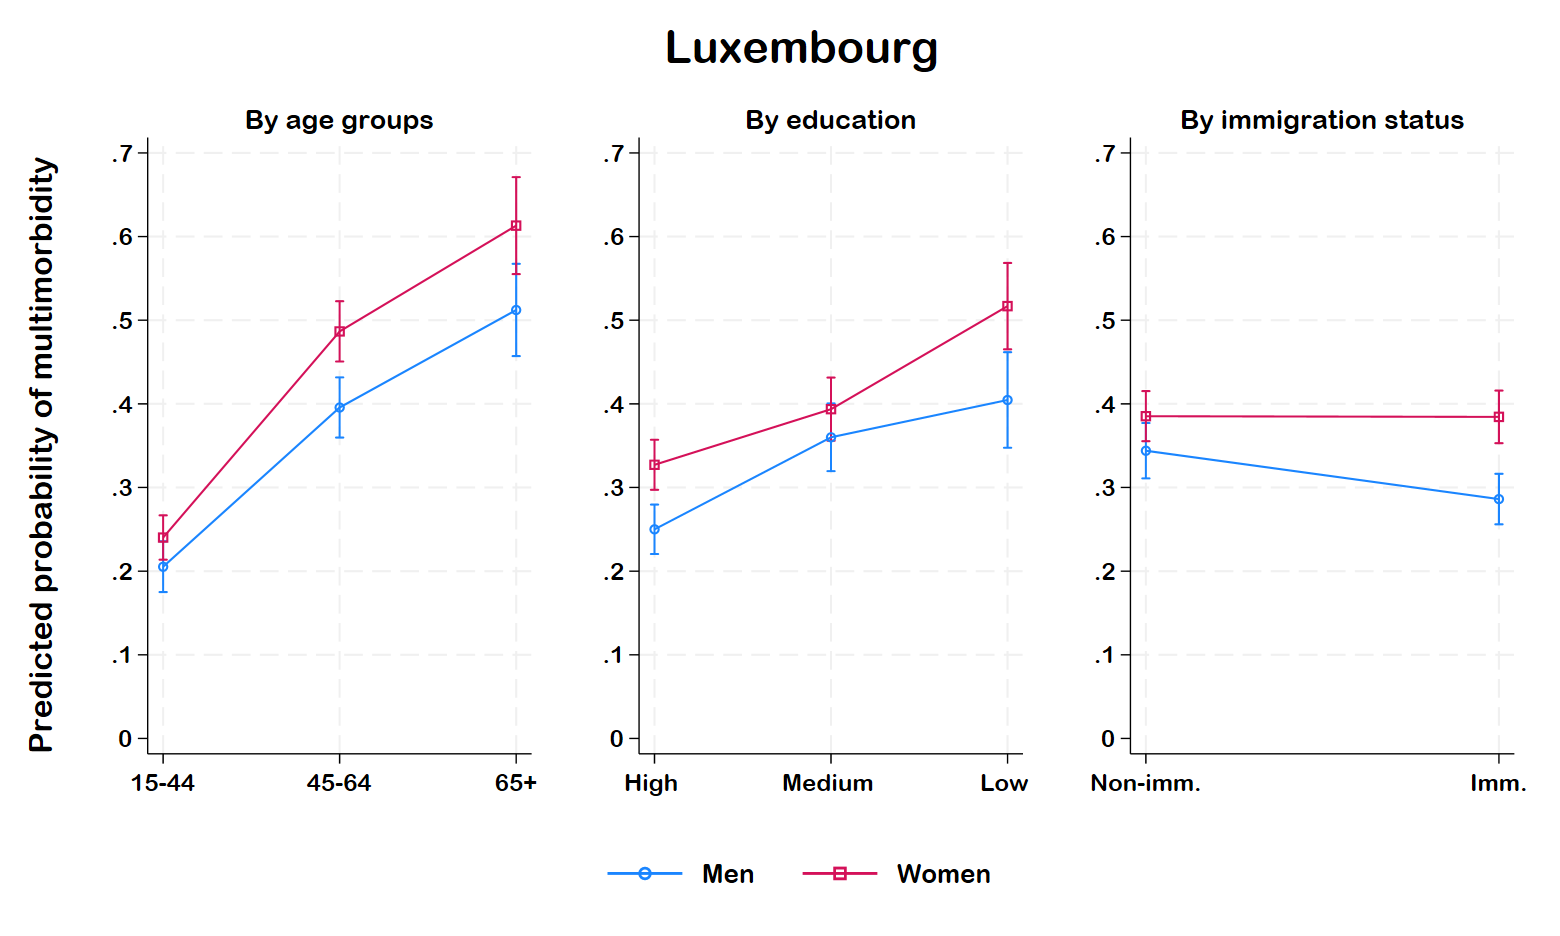 Luxembourg
Predicted probability of multimorbidity
By age groups
.7
.6
.5
.4
.3
.2
.1
0
15-44 45-64 65+
By education
.7
.6
.5
.4
.3
.2
.1
0
High Medium Low
By immigration status
.7
.6
.5
.4
.3
.2
.1
0
Non-imm. Imm.
Men Women